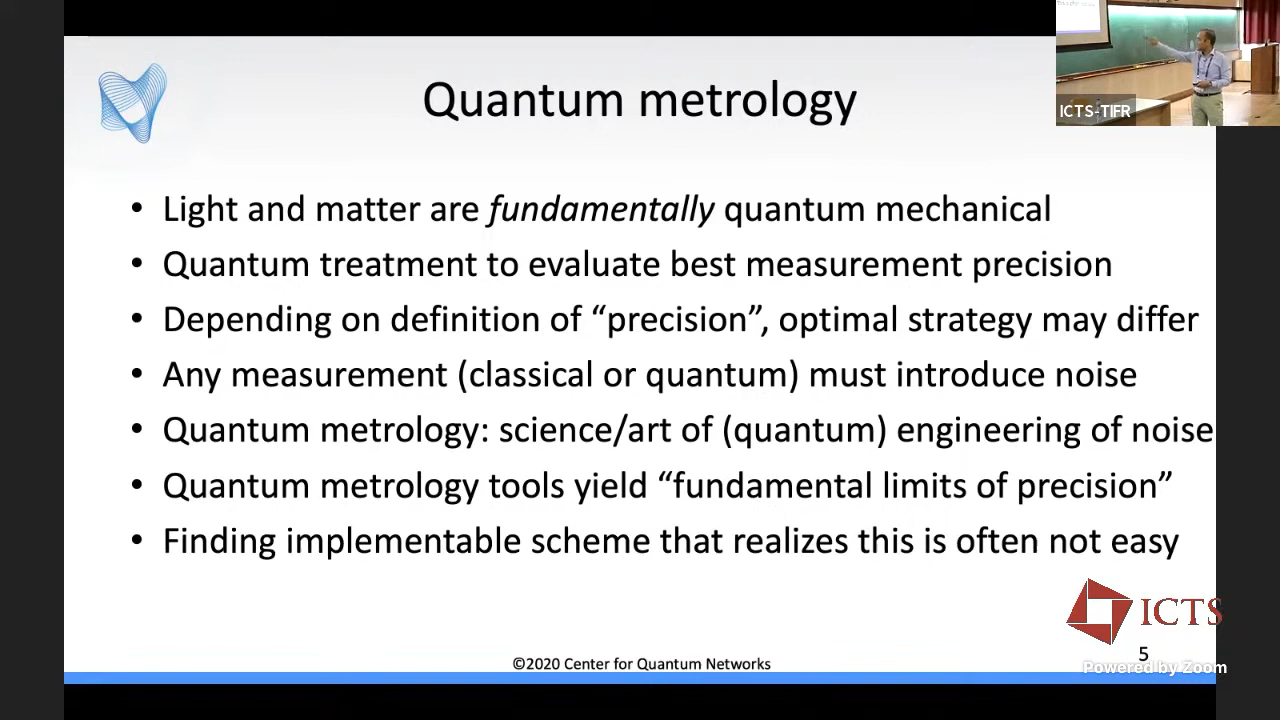 Quantum metrology
ICTS-TIFR
• Light and matter are fundamentally quantum mechanical
• Quantum treatment to evaluate best measurement precision
• Depending on definition of “precision”, optimal strategy may differ
• Any measurement (classical or quantum) must introduce noise
• Quantum metrology: science/art of (quantum) engineering of noise
• Quantum metrology tools yield “fundamental limits of precision”
• Finding implementable scheme that realizes this is often not easy
ICTS
5
©2020 Center for Quantum Networks
Powered by Zoom